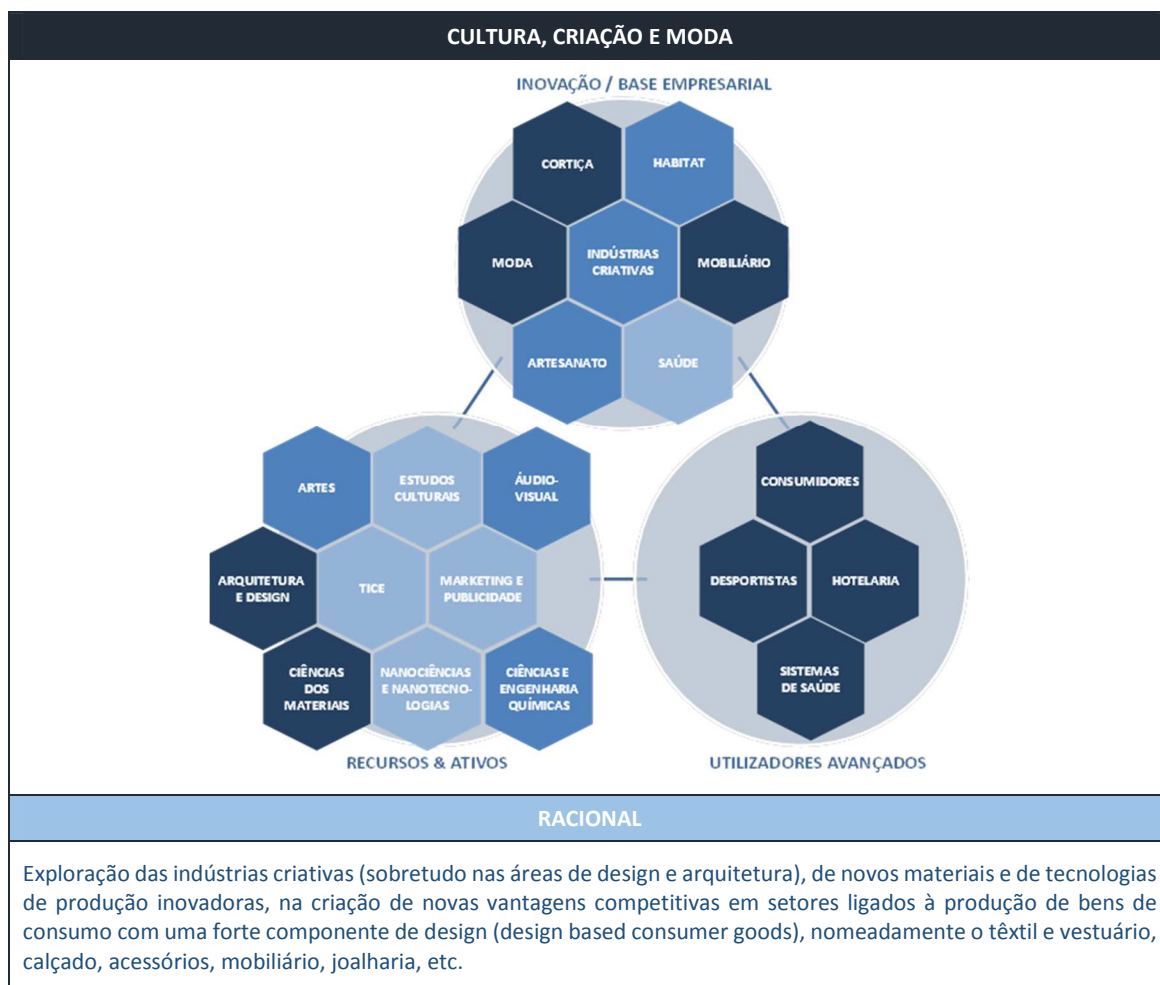 CULTURA, CRIAÇÃO E MODA
INOVAÇÃO / BASE EMPRESARIAL
CORTIÇA
HABITAT
MODA
INDÚSTRIAS
CRIATIVAS
MOBILIÁRIO
ARTESANATO
SAÚDE
ARTES
ESTUDOS
CULTURAIS
ÁUDIO-
VISUAL
ARQUITETURA
E DESIGN
TICE
MARKETING E
PUBLICIDADE
CIÊNCIAS
DOS
MATERIAIS
NANOCIÊNCIAS
E NANOTECNO-
LOGIAS
CIÊNCIAS E
ENGENHARIA
QUÍMICAS
RECURSOS & ATIVOS
CONSUMIDORES
DESPORTISTAS
HOTELARIA
SISTEMAS
DE SAÚDE
UTILIZADORES AVANÇADOS
RACIONAL
Exploração das indústrias criativas (sobretudo nas áreas de design e arquitetura), de novos materiais e de tecnologias
de produção inovadoras, na criação de novas vantagens competitivas em setores ligados à produção de bens de
consumo com uma forte componente de design (design based consumer goods), nomeadamente o têxtil e vestuário,
calçado, acessórios, mobiliário, joalharia, etc.